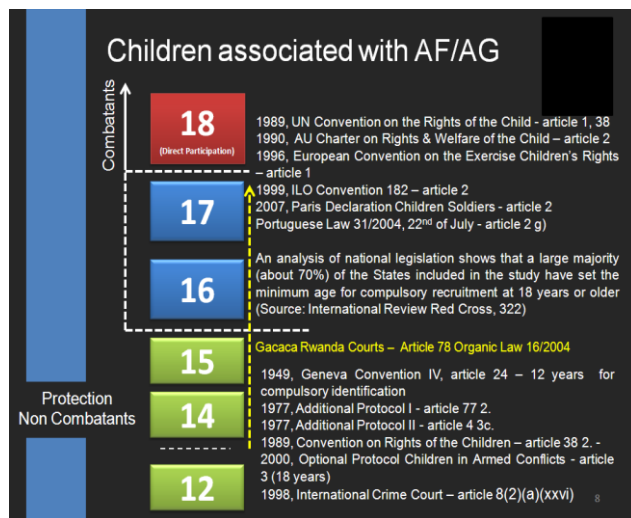 Children associated with AF/AG
Combatants
18
(Direct Participation)
1989, UN Convention on the Rights of the Child - article 1, 38
1990, AU Charter on Rights & Welfare of the Child – article 2
1996, European Convention on the Exercise Children's Rights
– article 1
1999, ILO Convention 182 – article 2
2007, Paris Declaration Children Soldiers - article 2
Portuguese Law 31/2004, 22nd of July - article 2 g)
17
An analysis of national legislation shows that a large majority
(about 70%) of the States included in the study have set the
minimum age for compulsory recruitment at 18 years or older
(Source: International Review Red Cross, 322)
16
Gacaca Rwanda Courts – Article 78 Organic Law 16/2004
15
1949, Geneva Convention IV, article 24 – 12 years for
compulsory identification
1977, Additional Protocol I - article 77 2.
1977, Additional Protocol II - article 4 3c.
1989, Convention on Rights of the Children – article 38 2. -
2000, Optional Protocol Children in Armed Conflicts - article
3 (18 years)
1998, International Crime Court – article 8(2)(a)(xxvi)
Protection
Non Combatants
14
12
8